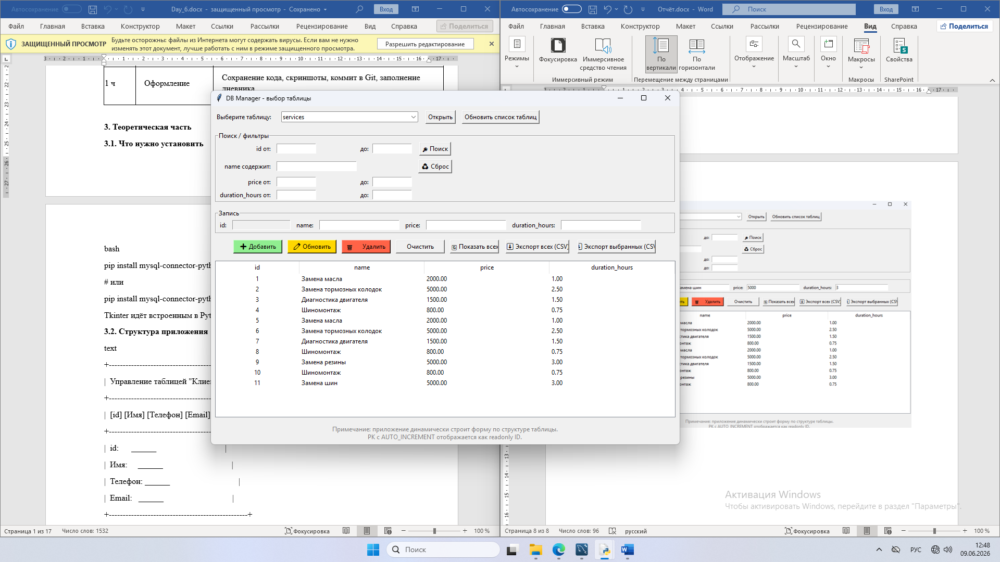 Автосохранение
Day_6.docx - защищенный просмотр - Сохранено
Вход
Файл Главная Вставка Конструктор Макет Ссылки Рассылки Рецензирование Вид Справка Поделиться
ЗАЩИЩЕННЫЙ ПРОСМОТР Будьте осторожны: файлы из Интернета могут содержать вирусы. Если вам не нужно
изменять этот документ, лучше работать с ним в режиме защищенного просмотра.
Разрешить редактирование
1 ч Оформление Сохранение кода, скриншоты, коммит в Git, заполнение
дневника
3. Теоретическая часть
3.1. Что нужно установить
bash
pip install mysql-connector-pyth
# или
pip install mysql-connector-pyth
Tkinter идёт встроенным в Pyt
3.2. Структура приложения
text
+-----------------------------------
| Управление таблицей "Клие
+-----------------------------------
| [id] [Имя] [Телефон] [Email]
+-----------------------------------
| id: ______ |
| Имя: ______ |
| Телефон: ______ |
| Email: ______ |
+-------------------------------------------------+
Страница 1 из 17 Число слов: 1532 Фокусировка 100 %
Автосохранение
Отчёт.docx - Word
Поиск
Вход
Файл Главная Вставка Конструктор Макет Ссылки Рассылки Рецензирование Вид Справка Поделиться
Режимы
Фокусировка
Иммерсивное
средство чтения
По
вертикали
По
горизонтали
Отображение
Масштаб
Окно
Макросы
Свойства
Иммерсивный режим Перемещение между страницами Макросы SharePoint
DB Manager - выбор таблицы
Выберите таблицу: services Открыть Обновить список таблиц
Поиск / фильтры
id от: до: Поиск
name содержит: Сброс
price от: до:
duration_hours от: до:
Запись
id: name: price: duration_hours:
Добавить Обновить Удалить Очистить Показать всех Экспорт всех (CSV) Экспорт выбранных (CSV
id name price duration_hours
1 Замена масла 2000.00 1.00
2 Замена тормозных колодок 5000.00 2.50
3 Диагностика двигателя 1500.00 1.50
4 Шиномонтаж 800.00 0.75
5 Замена масла 2000.00 1.00
6 Замена тормозных колодок 5000.00 2.50
7 Диагностика двигателя 1500.00 1.50
8 Шиномонтаж 800.00 0.75
9 Замена резины 5000.00 3.00
10 Шиномонтаж 800.00 0.75
11 Замена шин 5000.00 3.00
Примечание: приложение динамически строит форму по структуре таблицы.
PK с AUTO_INCREMENT отображается как readonly ID.
Открыть Обновить список таблиц
до: Поиск
Сброс
до:
до:
амена шин price: 5000 duration_hours: 3
ть Удалить Очистить Показать всех Экспорт всех (CSV) Экспорт выбранных (CSV
name price duration_hours
масла 2000.00 1.00
тормозных колодок 5000.00 2.50
стика двигателя 1500.00 1.50
онтаж 800.00 0.75
масла 2000.00 1.00
тормозных колодок 5000.00 2.50
стика двигателя 1500.00 1.50
онтаж 800.00 0.75
резины 5000.00 3.00
онтаж 800.00 0.75
Примечание: приложение динамически строит форму по структуре таблицы.
PK с AUTO_INCREMENT отображается как readonly ID.
Активация Windows
Чтобы активировать Windows, перейдите в раздел "Параметры".
Страница 8 из 8 Число слов: 96 русский Фокусировка 100 %
Поиск
РУС
12:48
09.06.2026